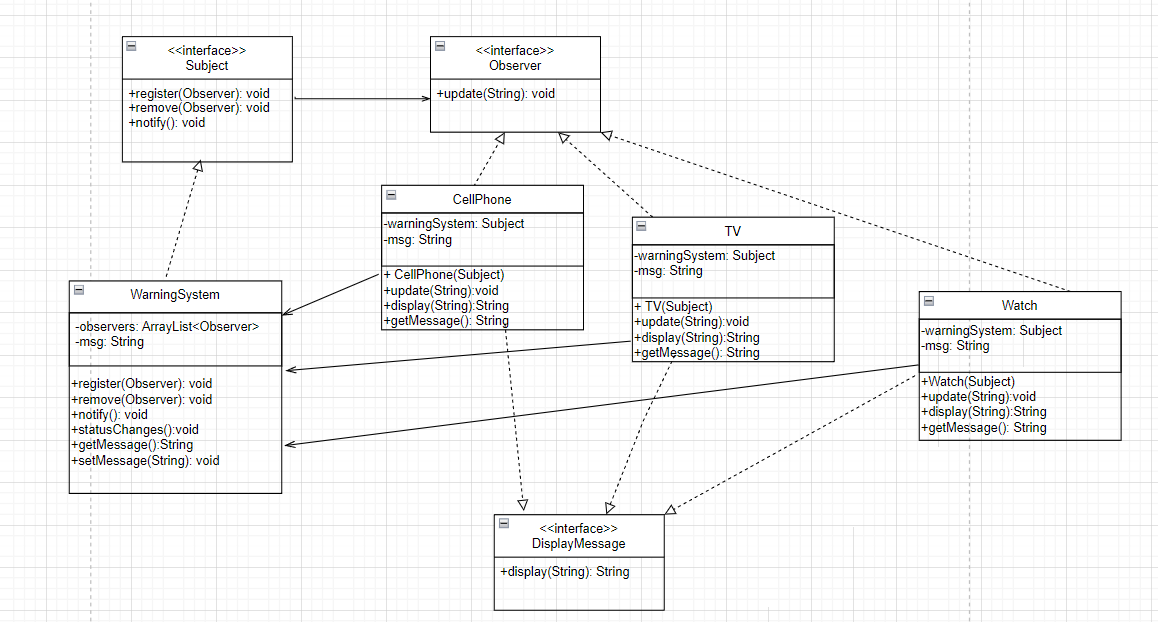 <<interface>>
Subject
+register(Observer): void
+remove(Observer): void
+notify(): void
<<interface>>
Observer
+update(String): void
CellPhone
-warningSystem: Subject
-msg: String
+ CellPhone(Subject)
+update(String):void
+display(String):String
+getMessage(): String
TV
-warningSystem: Subject
-msg: String
+ TV(Subject)
+update(String):void
+display(String):String
+getMessage(): String
WarningSystem
-observers: ArrayList<Observer>
-msg: String
+register(Observer): void
+remove(Observer): void
+notify(): void
+statusChanges():void
+getMessage():String
+setMessage(String): void
Watch
-warningSystem: Subject
-msg: String
+Watch(Subject)
+update(String):void
+display(String):String
+getMessage(): String
<<interface>>
DisplayMessage
+display(String): String